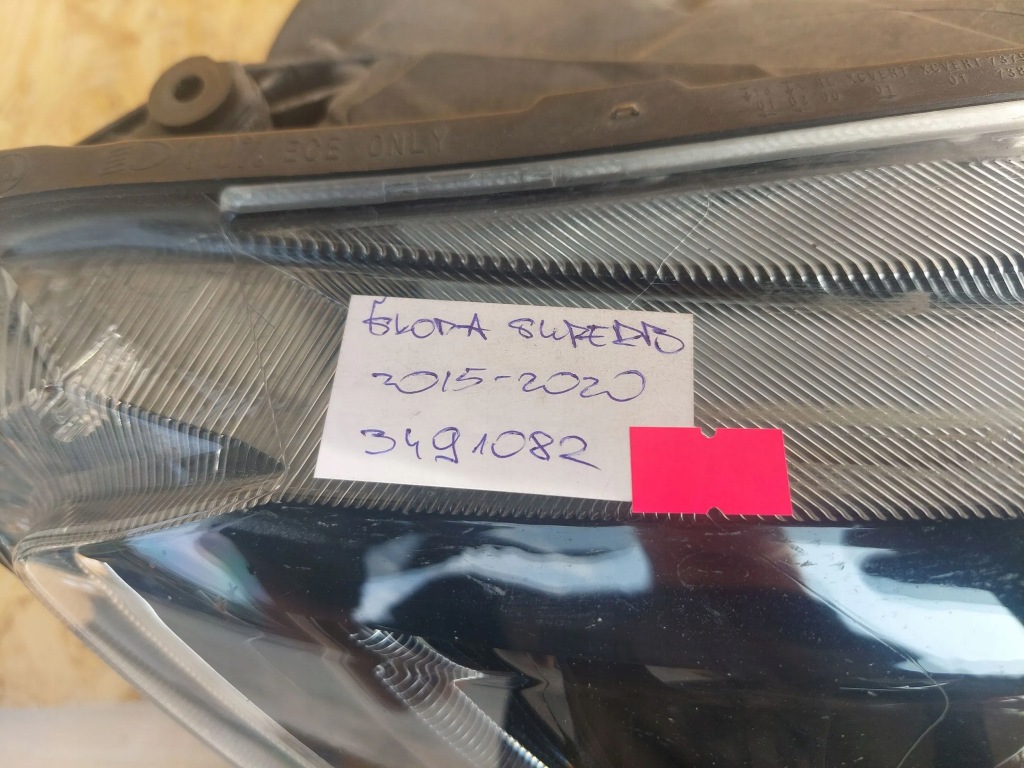 ECE ONLY
ŠKODA SUPERB
2015-2020
3491082